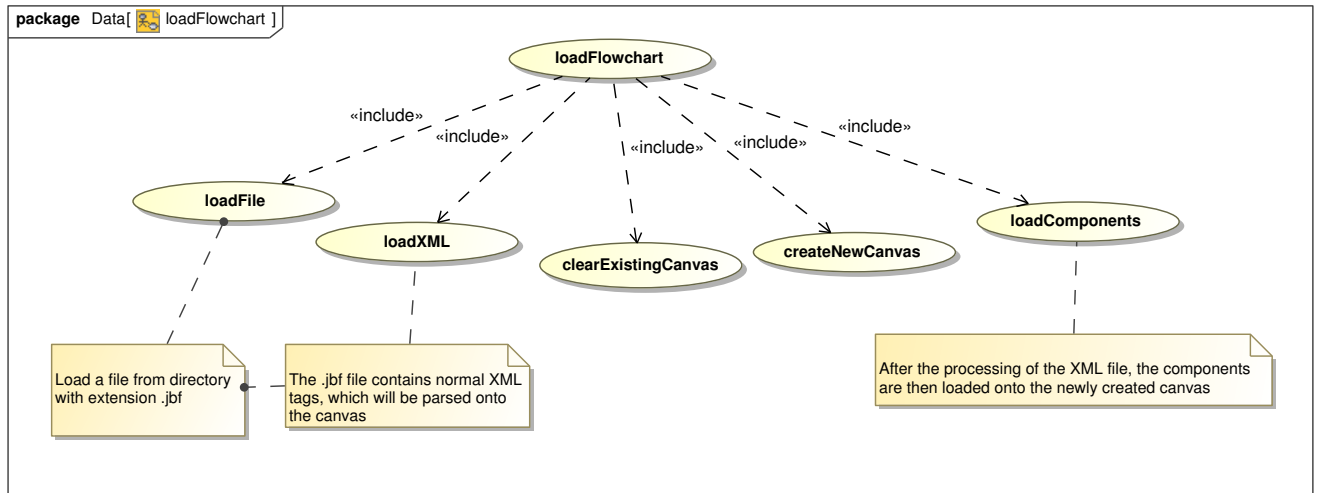 package Data[ loadFlowchart ]
loadFlowchart
«include»
«include»
«include»
«include»
«include»
loadFile
loadXML
clearExistingCanvas
createNewCanvas
loadComponents
Load a file from directory
with extension .jbf
The .jbf file contains normal XML
tags, which will be parsed onto
the canvas
After the processing of the XML file, the components
are then loaded onto the newly created canvas